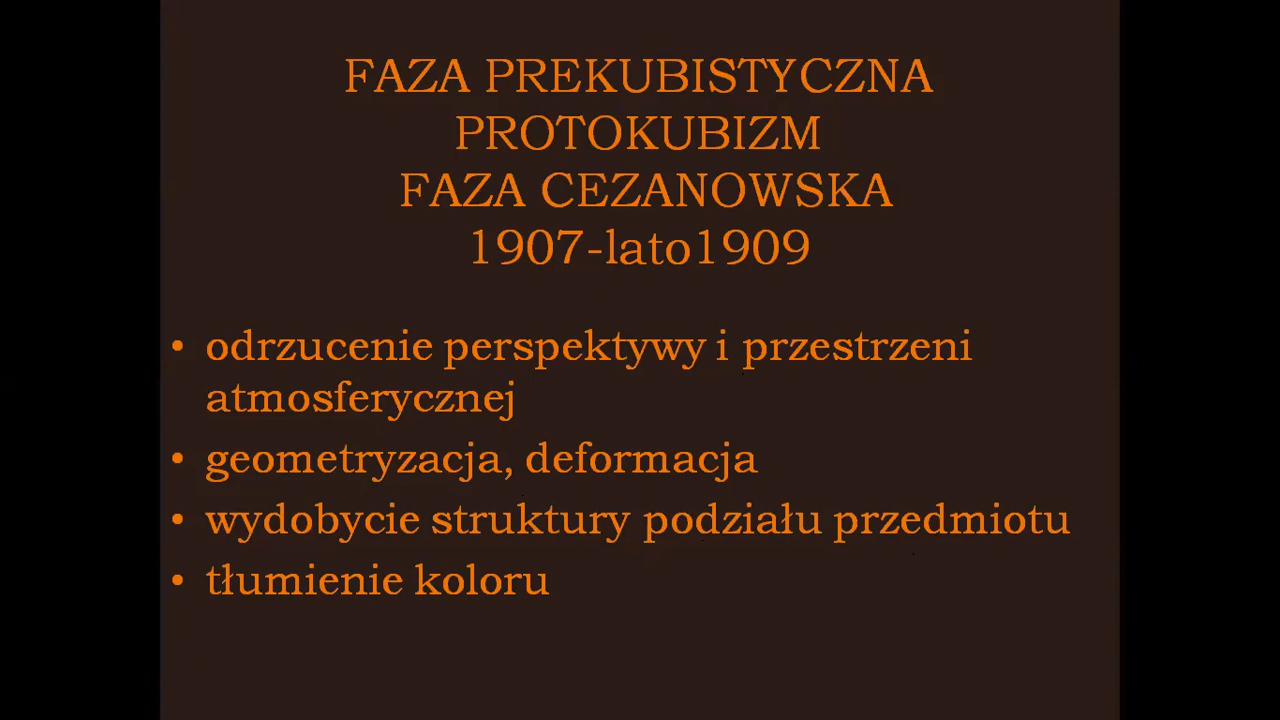 FAZA PREKUBISTYCZNA
PROTOKUBIZM
FAZA CEZANOWSKA
1907-lato1909
• odrzucenie perspektywy i przestrzeni
atmosferycznej
• geometryzacja, deformacja
• wydobycie struktury podziału przedmiotu
• tłumienie koloru